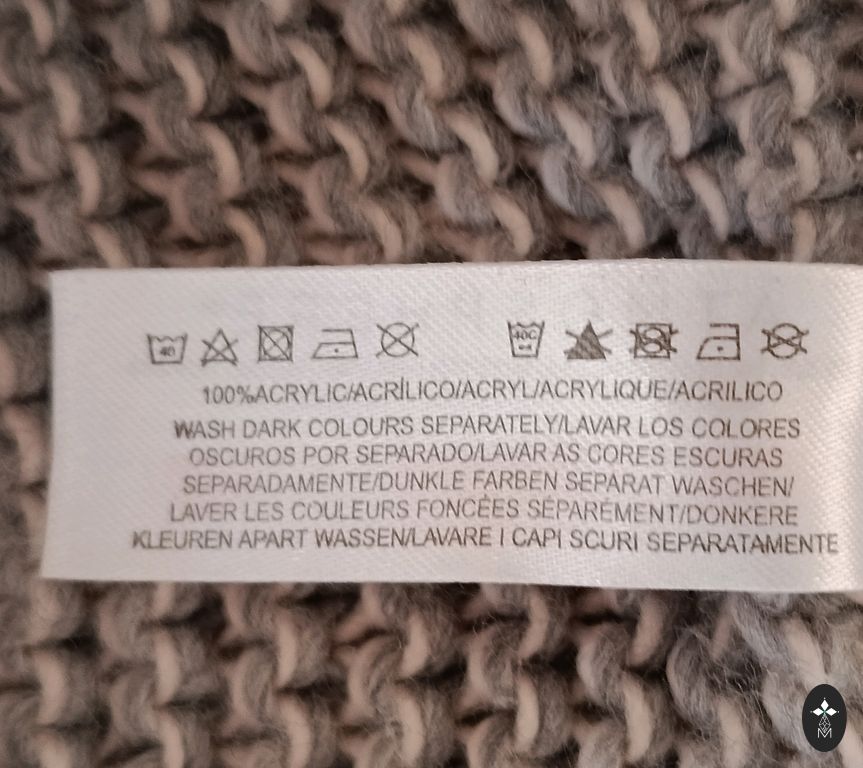 40 40C
100%ACRYLIC/ACRÍLICO/ACRYL/ACRYLIQUE/ACRILICO
WASH DARK COLOURS SEPARATELY/LAVAR LOS COLORES
OSCUROS POR SEPARADO/LAVAR AS CORES ESCURAS
SEPARADAMENTE/DUNKLE FARBEN SEPARAT WASCHEN/
LAVER LES COULEURS FONCÉES SÉPARÉMENT/DONKERE
KLEUREN APART WASSEN/LAVARE I CAPI SCURI SEPARATAMENTE
M